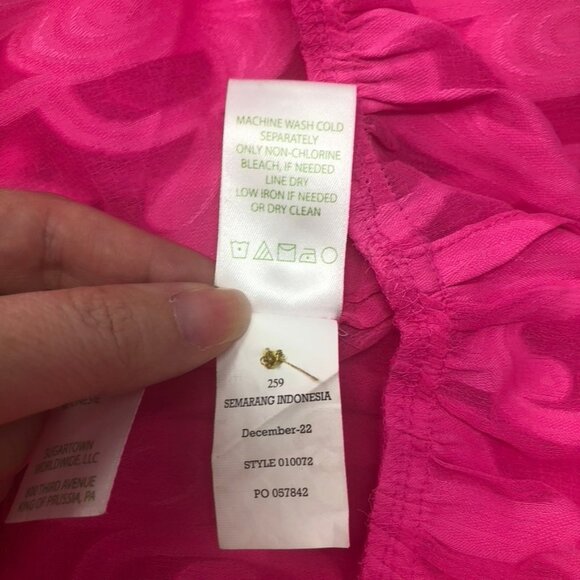 MACHINE WASH COLD
SEPARATELY
ONLY NON-CHLORINE
BLEACH, IF NEEDED
LINE DRY
LOW IRON IF NEEDED
OR DRY CLEAN
259
SEMARANG INDONESIA
December-22
STYLE 010072
PO 057842
SUGARTOWN
WORLDWIDE, LLC
800 THIRD AVENUE
KING OF PRUSSIA, PA